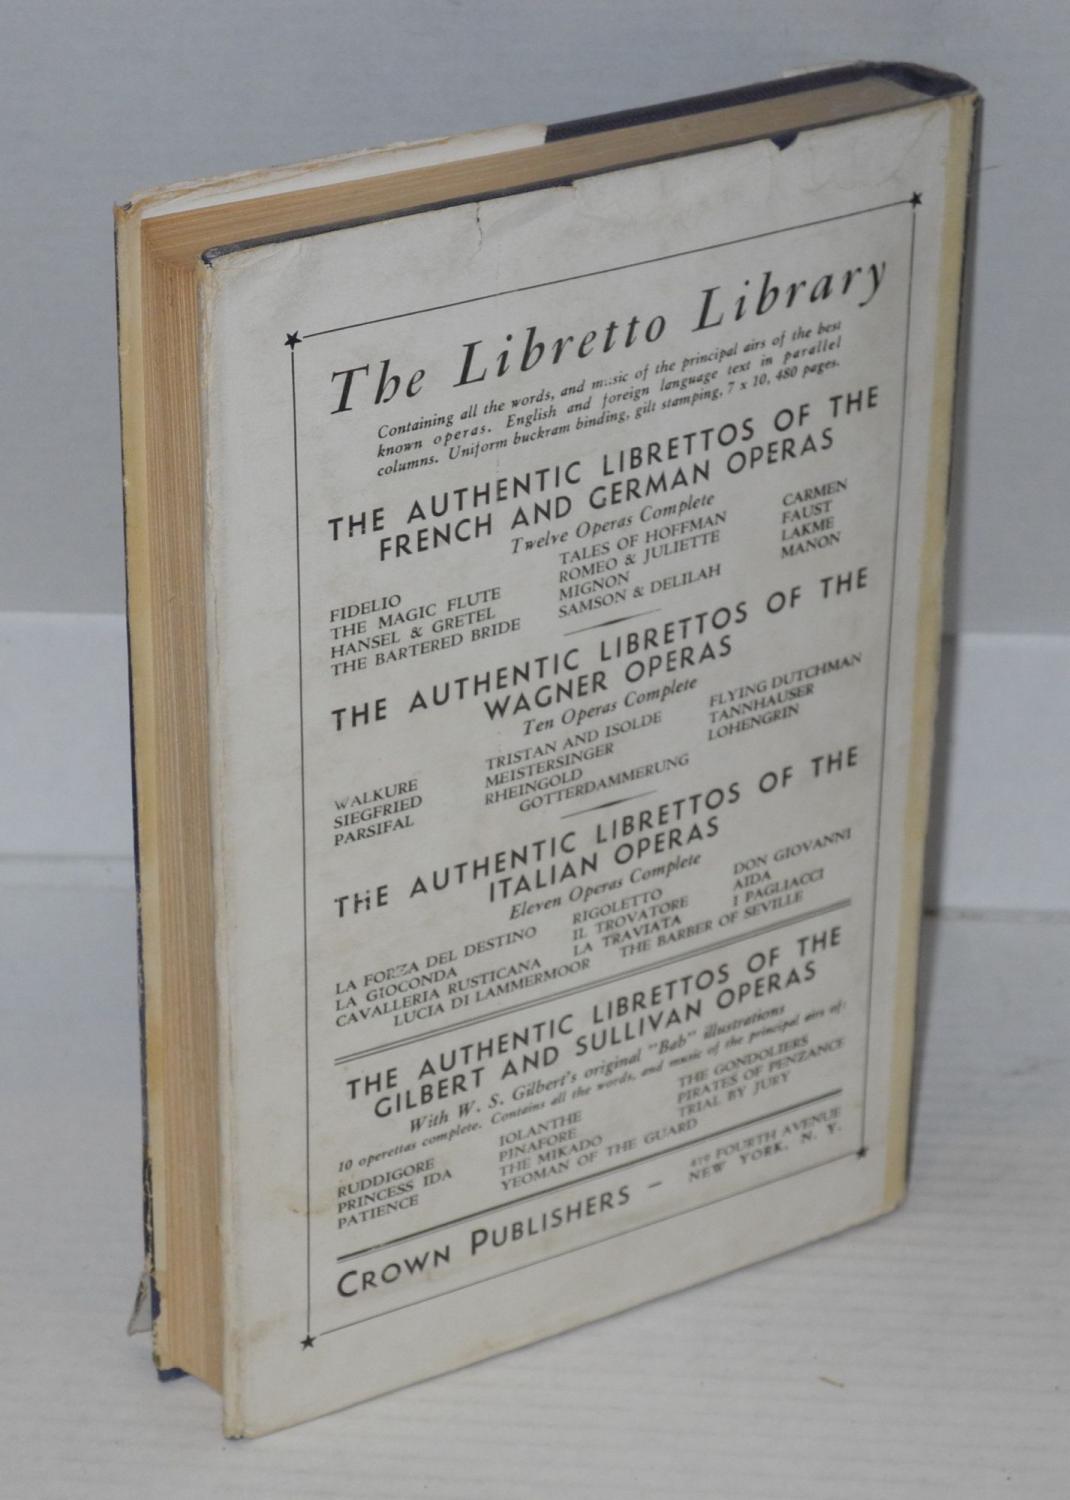 The Libretto Library
Containing all the words, and music of the principal airs of the best
known operas. English and foreign language text in parallel
columns. Uniform buckram binding, gilt stamping, 7 x 10, 480 pages.
THE AUTHENTIC LIBRETTOS OF THE
FRENCH AND GERMAN OPERAS
Twelve Operas Complete
FIDELIO
THE MAGIC FLUTE
HANSEL & GRETEL
THE BARTERED BRIDE
TALES OF HOFFMAN
ROMEO & JULIETTE
MIGNON
SAMSON & DELILAH
CARMEN
FAUST
LAKME
MANON
THE AUTHENTIC LIBRETTOS OF THE
WAGNER OPERAS
Ten Operas Complete
WALKURE
SIEGFRIED
PARSIFAL
TRISTAN AND ISOLDE
MEISTERSINGER
RHEINGOLD
GOTTERDAMMERUNG
FLYING DUTCHMAN
TANNHAUSER
LOHENGRIN
THE AUTHENTIC LIBRETTOS OF THE
ITALIAN OPERAS
Eleven Operas Complete
LA FORZA DEL DESTINO
LA GIOCONDA
CAVALLERIA RUSTICANA
LUCIA DI LAMMERMOOR
RIGOLETTO
IL TROVATORE
LA TRAVIATA
THE BARBER OF SEVILLE
DON GIOVANNI
AIDA
I PAGLIACCI
THE AUTHENTIC LIBRETTOS OF THE
GILBERT AND SULLIVAN OPERAS
With W. S. Gilbert's original "Bab" illustrations
10 operettas complete. Contains all the words, and music of the principal airs of:
RUDDIGORE
PRINCESS IDA
PATIENCE
IOLANTHE
PINAFORE
THE MIKADO
YEOMAN OF THE GUARD
THE GONDOLIERS
PIRATES OF PENZANCE
TRIAL BY JURY
CROWN PUBLISHERS —
419 FOURTH AVENUE
NEW YORK, N. Y.